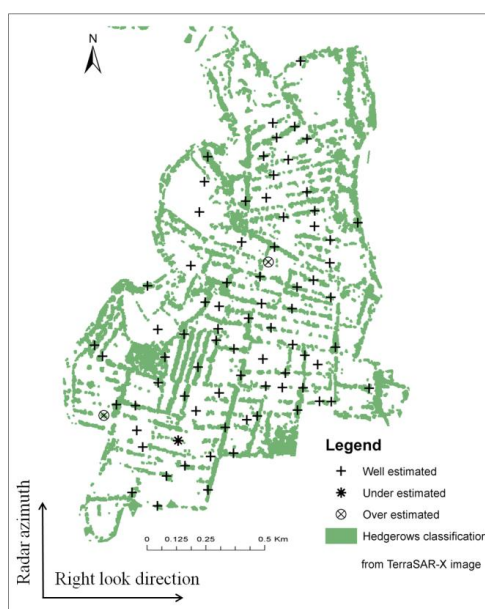 N
Legend
Well estimated
Under estimated
Over estimated
Hedgerows classification
from TerraSAR-X image
0 0.125 0.25 0.5 Km
Radar azimuth
Right look direction